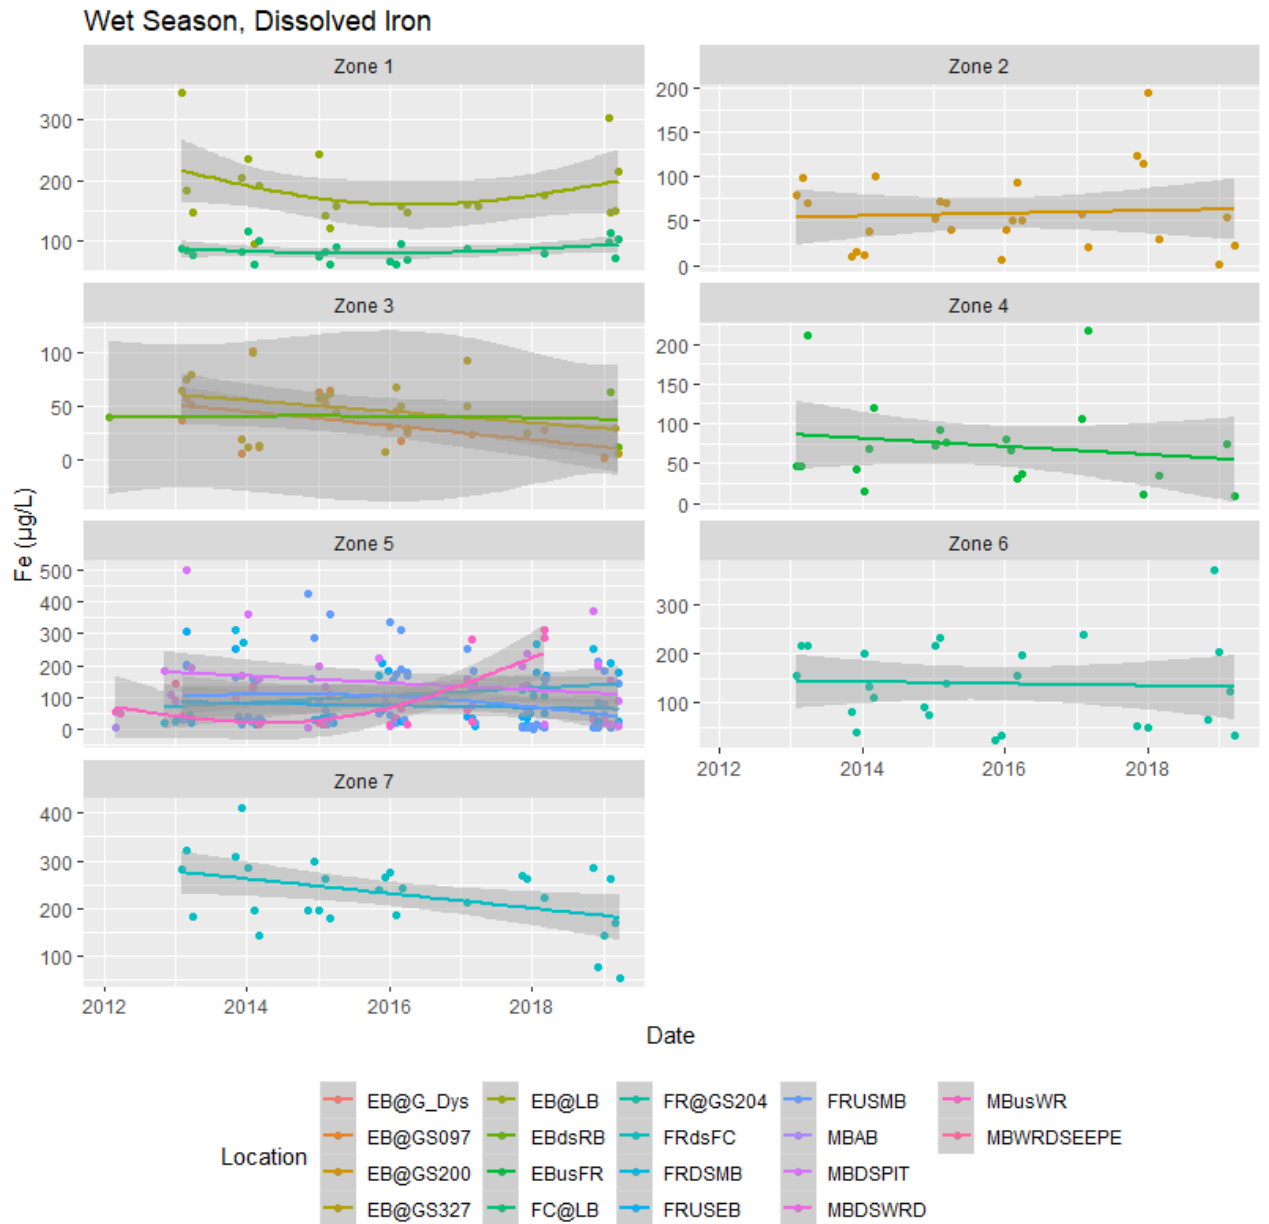 Wet Season, Dissolved Iron
Zone 1
Zone 2
300
200
100
200
150
100
50
0
Zone 3
Zone 4
100
50
0
200
150
100
50
0
Fe (µg/L)
Zone 5
Zone 6
500
400
300
200
100
0
300
200
100
2012 2014 2016 2018
Zone 7
400
300
200
100
2012 2014 2016 2018
Date
Location
EB@G_Dys EB@LB FR@GS204 FRUSMB MBusWR
EB@GS097 EBdsRB FRdsFC MBAB MBWRDSEEPE
EB@GS200 EBusFR FRDSMB MBDSPIT
EB@GS327 FC@LB FRUSEB MBDSWRD